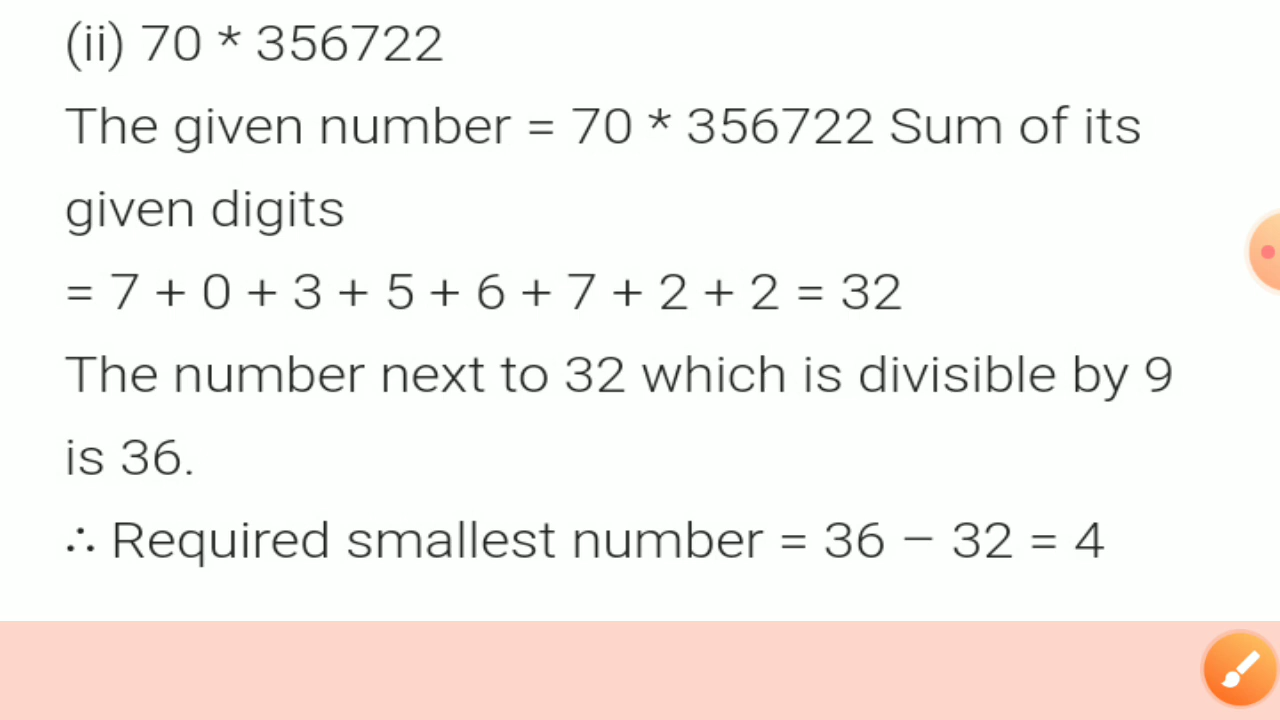 (ii) 70 * 356722
The given number = 70 * 356722 Sum of its
given digits
= 7 + 0 + 3 + 5 + 6 + 7 + 2 + 2 = 32
The number next to 32 which is divisible by 9
is 36.
∴ Required smallest number = 36 – 32 = 4